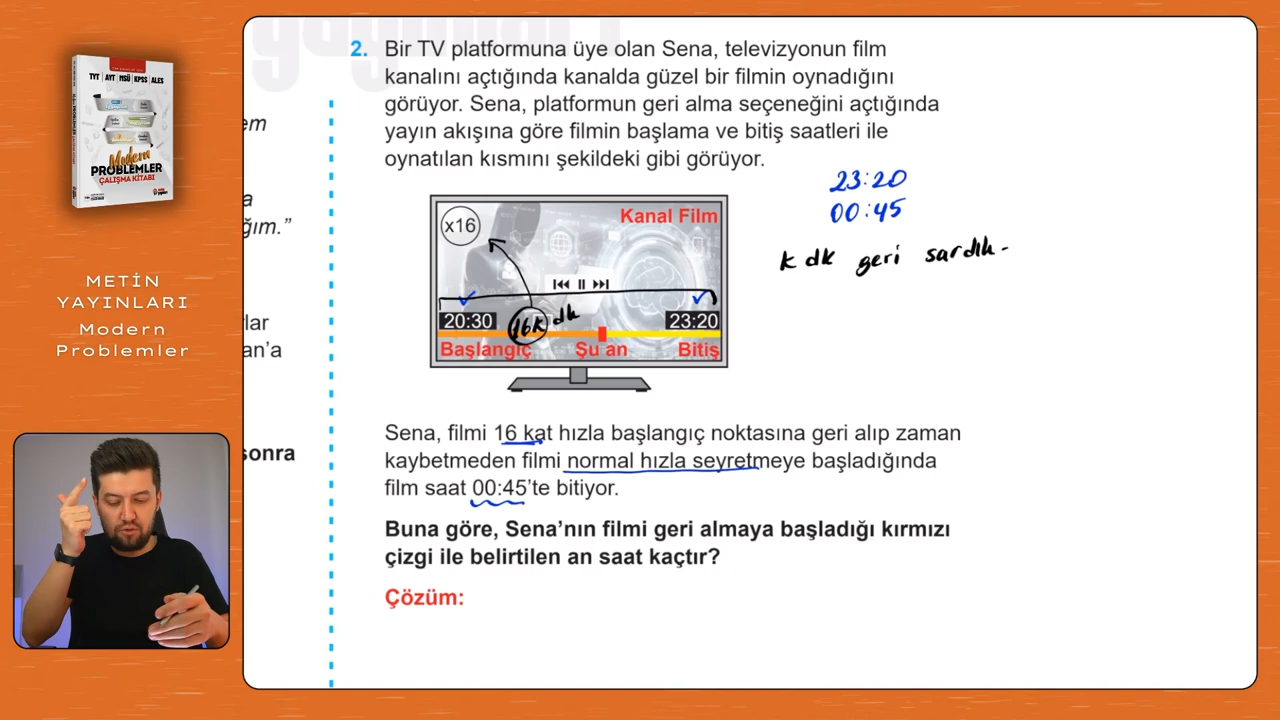 TYT AYT MSÜ KPSS ALES
Modern
PROBLEMLER
ÇALIŞMA KİTABI
METİN
YAYINLARI
Modern
Problemler
em
a
ğım.”
lar
an’a
sonra
2. Bir TV platformuna üye olan Sena, televizyonun film
kanalını açtığında kanalda güzel bir filmin oynadığını
görüyor. Sena, platformun geri alma seçeneğini açtığında
yayın akışına göre filmin başlama ve bitiş saatleri ile
oynatılan kısmını şekildeki gibi görüyor.
23:20
00:45
k dk geri sardık.
x16
Kanal Film
20:30
16k dk
23:20
Başlangıç
Şu an
Bitiş
Sena, filmi 16 kat hızla başlangıç noktasına geri alıp zaman
kaybetmeden filmi normal hızla seyretmeye başladığında
film saat 00:45’te bitiyor.
Buna göre, Sena’nın filmi geri almaya başladığı kırmızı
çizgi ile belirtilen an saat kaçtır?
Çözüm: